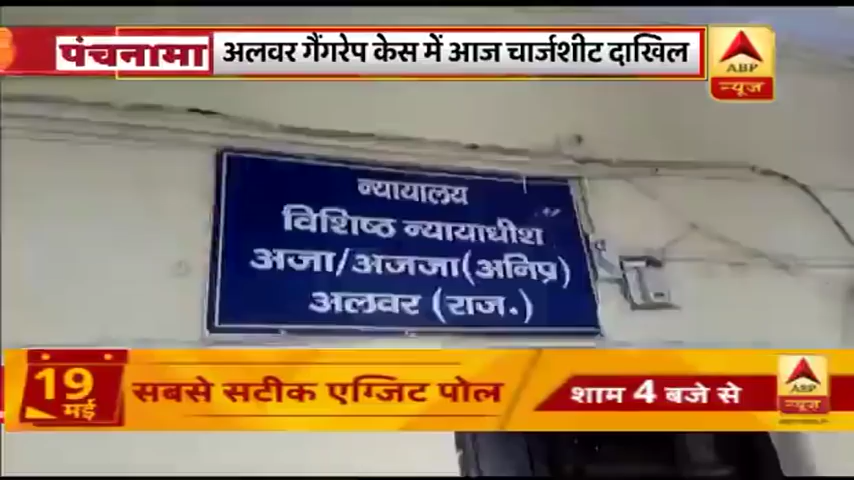 पंचनामा
अलवर गैंगरेप केस में आज चार्जशीट दाखिल
ABP
न्यूज़
न्यायालय
विशिष्ठ न्यायाधीश
अजा/अजजा(अनिप्र)
अलवर (राज.)
19
मई
सबसे सटीक एग्जिट पोल
शाम 4 बजे से
ABP
न्यूज़